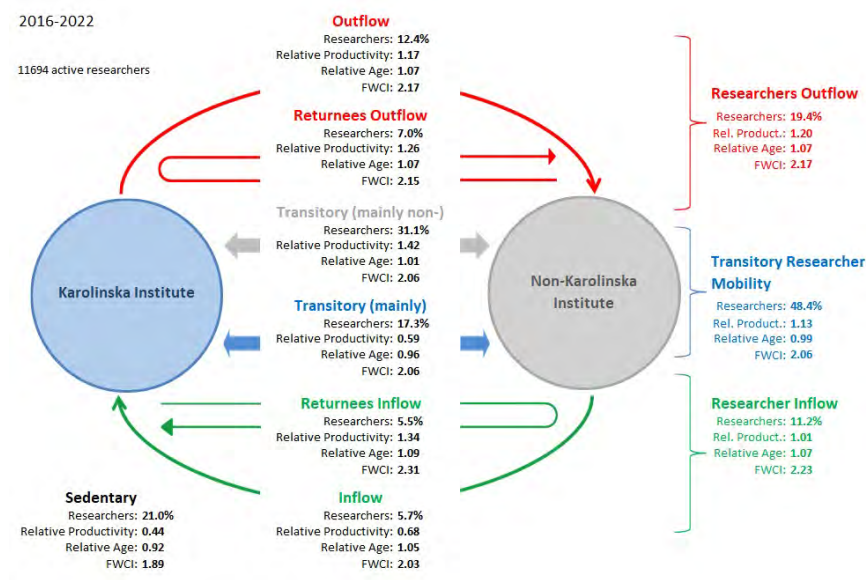 2016-2022
11694 active researchers
Outflow
Researchers: 12.4%
Relative Productivity: 1.17
Relative Age: 1.07
FWCI: 2.17
Returnees Outflow
Researchers: 7.0%
Relative Productivity: 1.26
Relative Age: 1.07
FWCI: 2.15
Transitory (mainly non-)
Researchers: 31.1%
Relative Productivity: 1.42
Relative Age: 1.01
FWCI: 2.06
Karolinska Institute
Non-Karolinska
Institute
Transitory (mainly)
Researchers: 17.3%
Relative Productivity: 0.59
Relative Age: 0.96
FWCI: 2.06
Returnees Inflow
Researchers: 5.5%
Relative Productivity: 1.34
Relative Age: 1.09
FWCI: 2.31
Inflow
Researchers: 5.7%
Relative Productivity: 0.68
Relative Age: 1.05
FWCI: 2.03
Sedentary
Researchers: 21.0%
Relative Productivity: 0.44
Relative Age: 0.92
FWCI: 1.89
Researchers Outflow
Researchers: 19.4%
Rel. Product.: 1.20
Relative Age: 1.07
FWCI: 2.17
Transitory Researcher
Mobility
Researchers: 48.4%
Rel. Product.: 1.13
Relative Age: 0.99
FWCI: 2.06
Researcher Inflow
Researchers: 11.2%
Rel. Product.: 1.01
Relative Age: 1.07
FWCI: 2.23